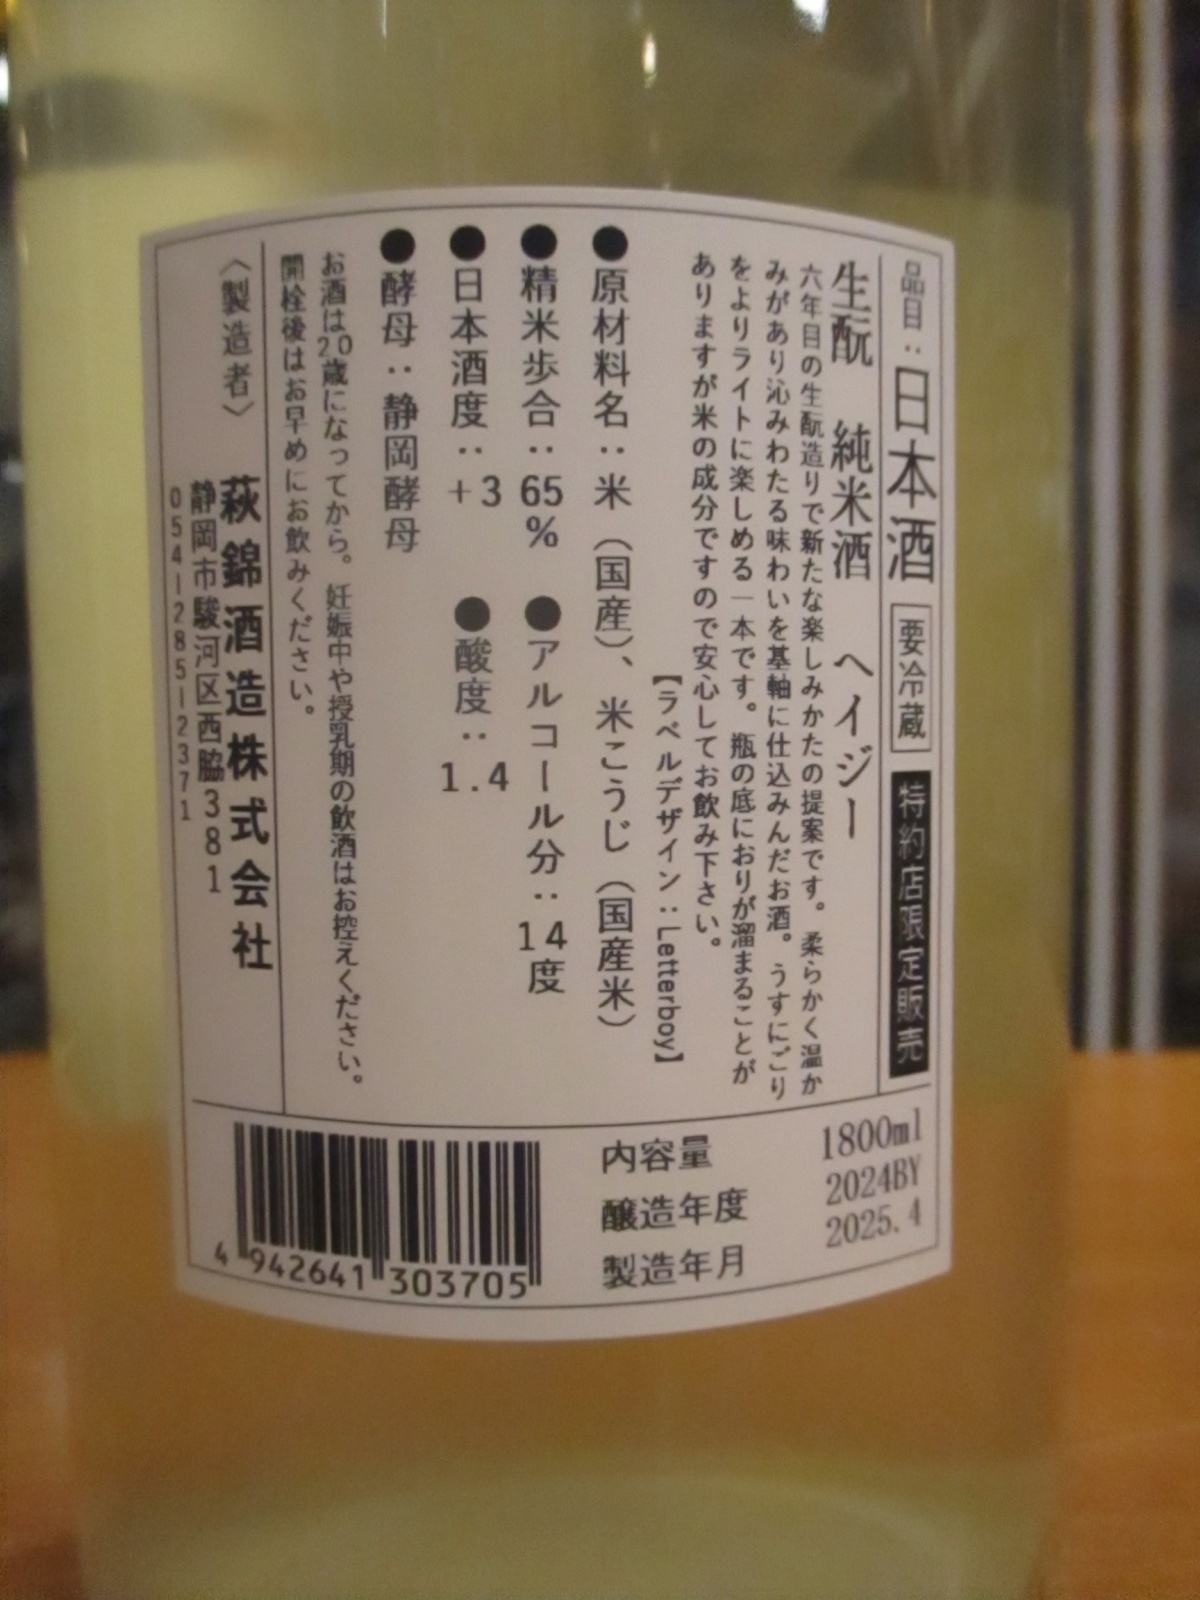 品目:日本酒 要冷蔵 特約店限定販売
生酛 純米酒 ヘイジー
六年目の生酛造りで新たな楽しみかたの提案です。柔らかく温か
みがあり沁みわたる味わいを基軸に仕込みんだお酒。うすにごり
をよりライトに楽しめる一本です。瓶の底におりが溜まることが
ありますが米の成分ですので安心してお飲み下さい。
【ラベルデザイン:Letterboy】
●原材料名:米(国産)、米こうじ(国産米)
●精米歩合:65% ●アルコール分:14度
●日本酒度:+3 ●酸度:1.4
●酵母:静岡酵母
お酒は20歳になってから。妊娠中や授乳期の飲酒はお控えください。
開栓後はお早めにお飲みください。
〈製造者〉 萩錦酒造株式会社
静岡市駿河区西脇381
054-285-2371
内容量 1800ml
醸造年度 2024BY
製造年月 2025.4
4 942641 303705